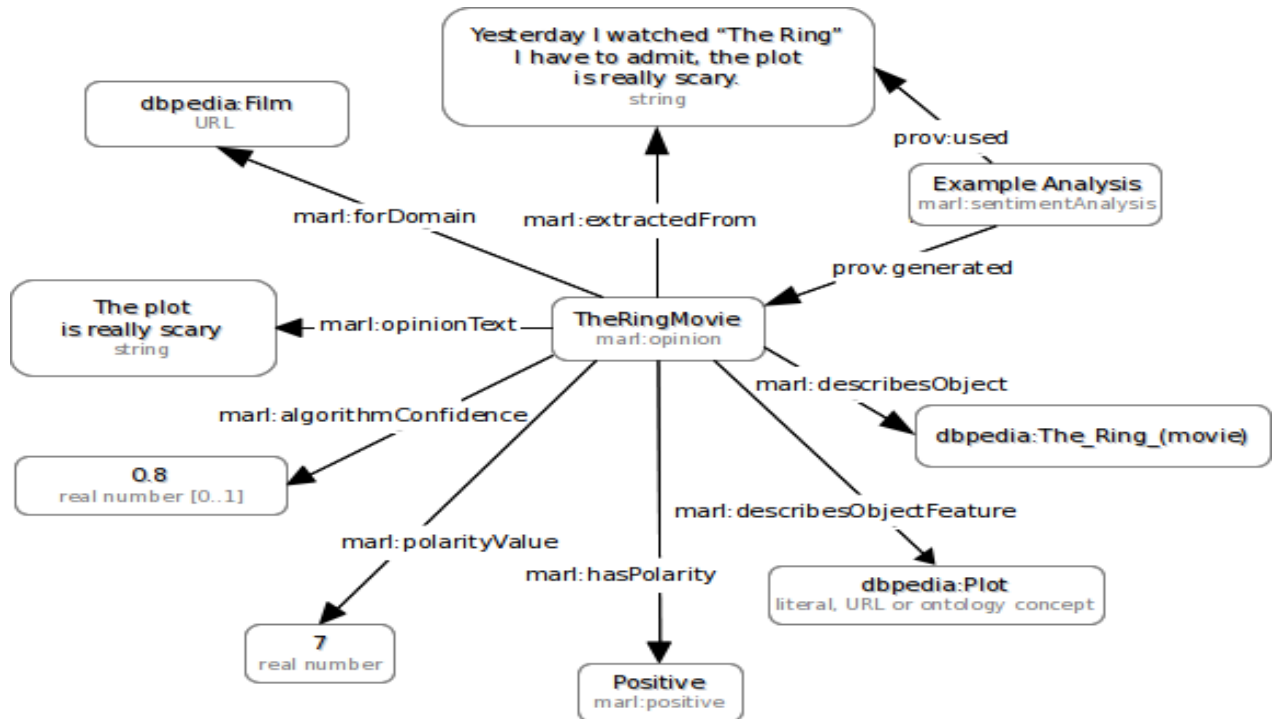 Yesterday I watched “The Ring”
I have to admit, the plot
is really scary.
string
dbpedia:Film
URL
prov:used
Example Analysis
marl:sentimentAnalysis
marl:forDomain
marl:extractedFrom
prov:generated
The plot
is really scary
string
marl:opinionText
TheRingMovie
marl:opinion
marl:describesObject
marl:algorithmConfidence
dbpedia:The_Ring_(movie)
0.8
real number [0..1]
marl:describesObjectFeature
marl:polarityValue
marl:hasPolarity
dbpedia:Plot
literal, URL or ontology concept
7
real number
Positive
marl:positive